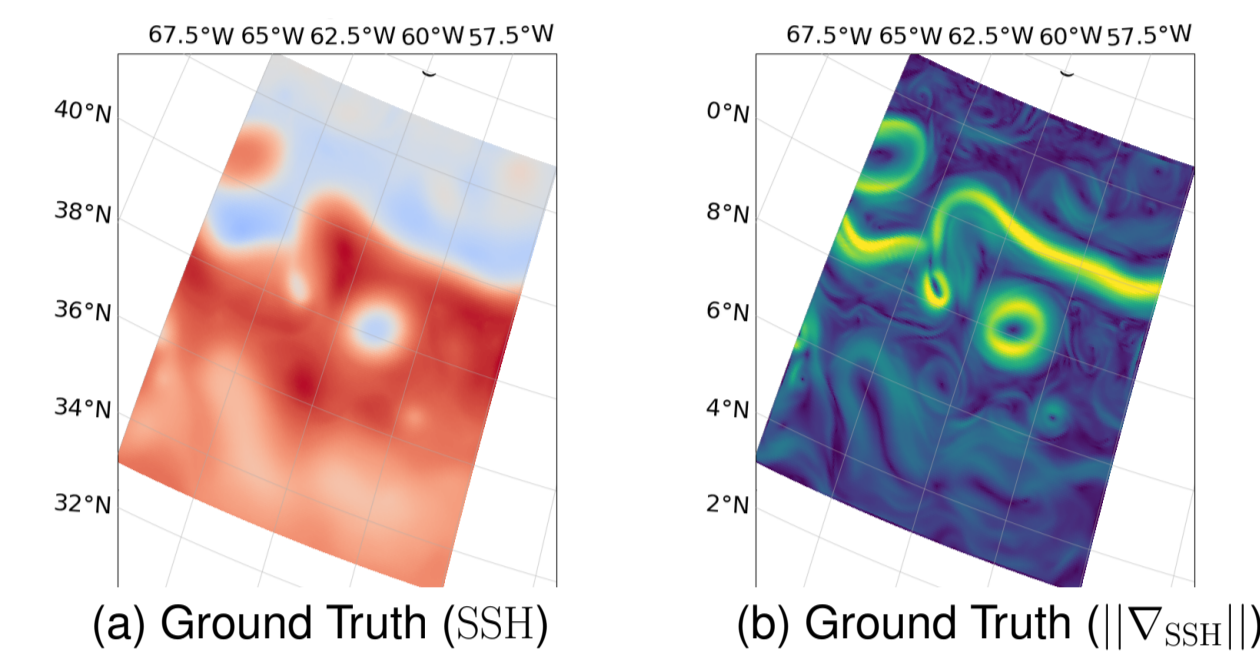 67.5°W 65°W 62.5°W 60°W 57.5°W
40°N
38°N
36°N
34°N
32°N
(a) Ground Truth (SSH)
67.5°W 65°W 62.5°W 60°W 57.5°W
0°N
8°N
6°N
4°N
2°N
(b) Ground Truth (||∇SSH||)